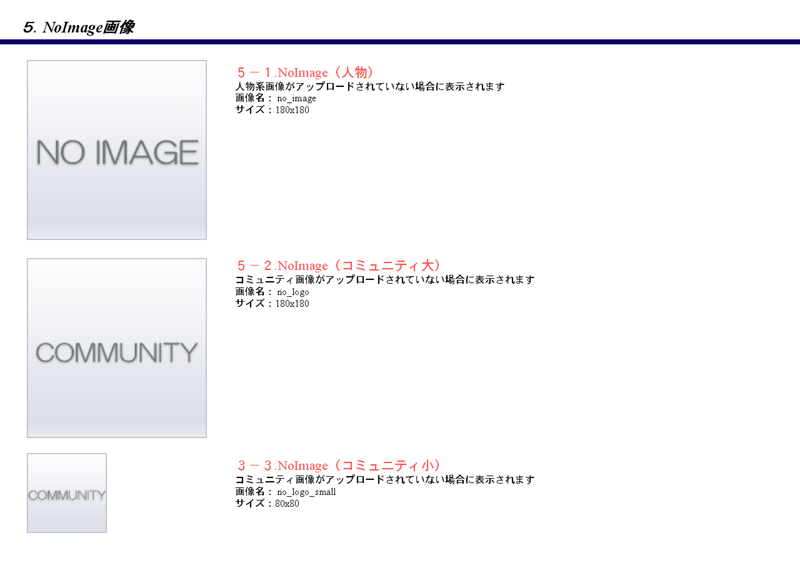 ５. NoImage画像
NO IMAGE
５－１.NoImage（人物）
人物系画像がアップロードされていない場合に表示されます
画像名： no_image
サイズ：180x180
COMMUNITY
５－２.NoImage（コミュニティ大）
コミュニティ画像がアップロードされていない場合に表示されます
画像名： no_logo
サイズ：180x180
COMMUNITY
３－３.NoImage（コミュニティ小）
コミュニティ画像がアップロードされていない場合に表示されます
画像名： no_logo_small
サイズ：80x80